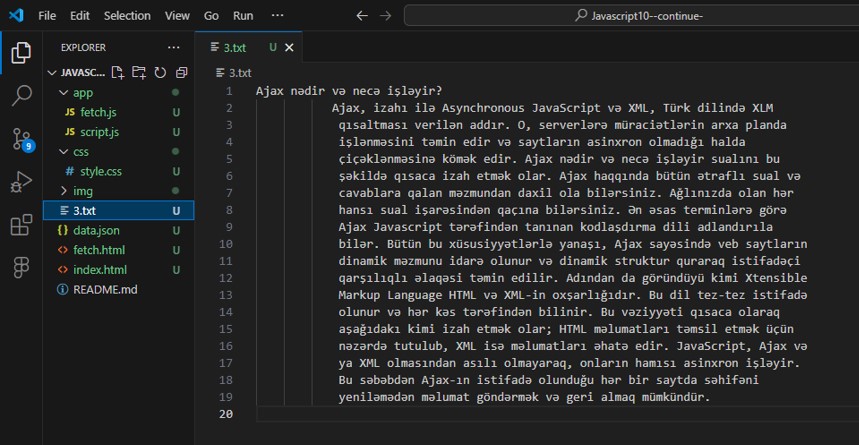 File Edit Selection View Go Run ··· ← → Javascript10--continue-
EXPLORER ···
JAVASC...
app
fetch.js U
script.js U
css
style.css U
img
3.txt U
data.json U
fetch.html U
index.html U
README.md
9
3.txt U
3.txt
1 Ajax nədir və necə işləyir?
2 Ajax, izahı ilə Asynchronous JavaScript və XML, Türk dilində XLM
3 qısaltması verilən addır. O, serverlərə müraciətlərin arxa planda
4 işlənməsini təmin edir və saytların asinxron olmadığı halda
5 çiçəklənməsinə kömək edir. Ajax nədir və necə işləyir sualını bu
6 şəkildə qısaca izah etmək olar. Ajax haqqında bütün ətraflı sual və
7 cavablara qalan məzmundan daxil ola bilərsiniz. Ağlınızda olan hər
8 hansı sual işarəsindən qaçına bilərsiniz. Ən əsas terminlərə görə
9 Ajax Javascript tərəfindən tanınan kodlaşdırma dili adlandırıla
10 bilər. Bütün bu xüsusiyyətlərlə yanaşı, Ajax sayəsində veb saytların
11 dinamik məzmunu idarə olunur və dinamik struktur quraraq istifadəçi
12 qarşılıqlı əlaqəsi təmin edilir. Adından da göründüyü kimi Xtensible
13 Markup Language HTML və XML-in oxşarlığıdır. Bu dil tez-tez istifadə
14 olunur və hər kəs tərəfindən bilinir. Bu vəziyyəti qısaca olaraq
15 aşağıdakı kimi izah etmək olar; HTML məlumatları təmsil etmək üçün
16 nəzərdə tutulub, XML isə məlumatları əhatə edir. JavaScript, Ajax və
17 ya XML olmasından asılı olmayaraq, onların hamısı asinxron işləyir.
18 Bu səbəbdən Ajax-ın istifadə olunduğu hər bir saytda səhifəni
19 yeniləmədən məlumat göndərmək və geri almaq mümkündür.
20